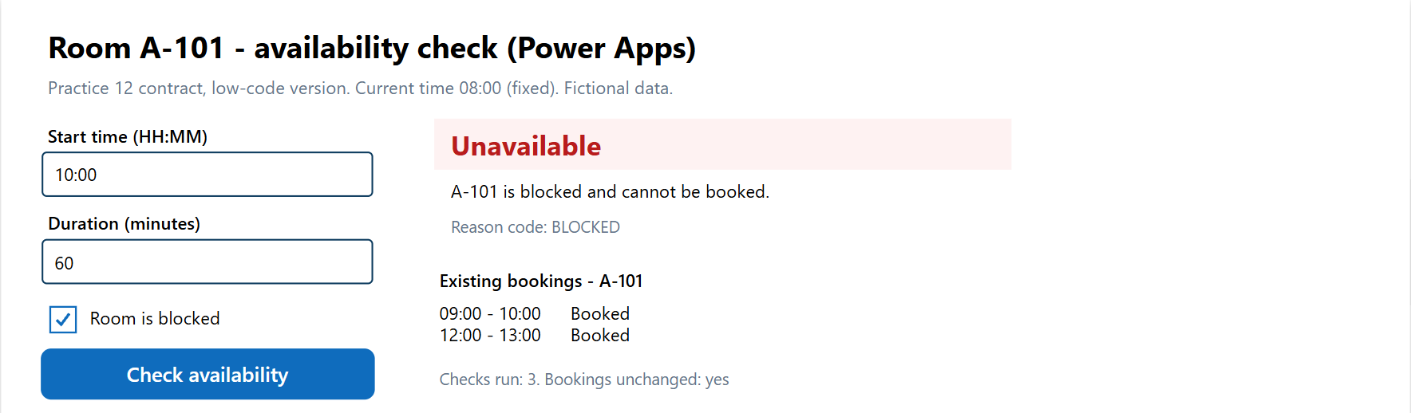 Room A-101 - availability check (Power Apps)
Practice 12 contract, low-code version. Current time 08:00 (fixed). Fictional data.
Start time (HH:MM)
10:00
Duration (minutes)
60
Room is blocked
Check availability
Unavailable
A-101 is blocked and cannot be booked.
Reason code: BLOCKED
Existing bookings - A-101
09:00 - 10:00 Booked
12:00 - 13:00 Booked
Checks run: 3. Bookings unchanged: yes